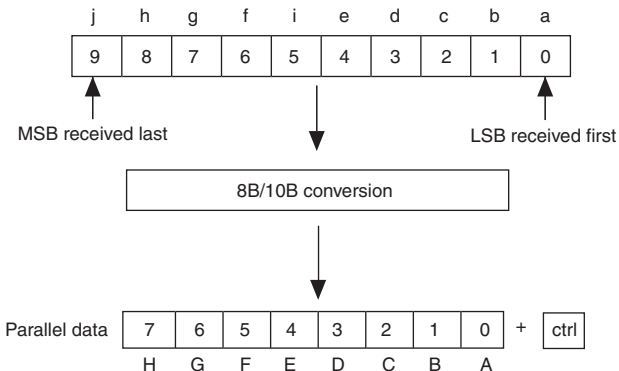 j h g f i e d c b a
9 8 7 6 5 4 3 2 1 0
MSB received last LSB received first
8B/10B conversion
Parallel data 7 6 5 4 3 2 1 0 + ctrl
H G F E D C B A